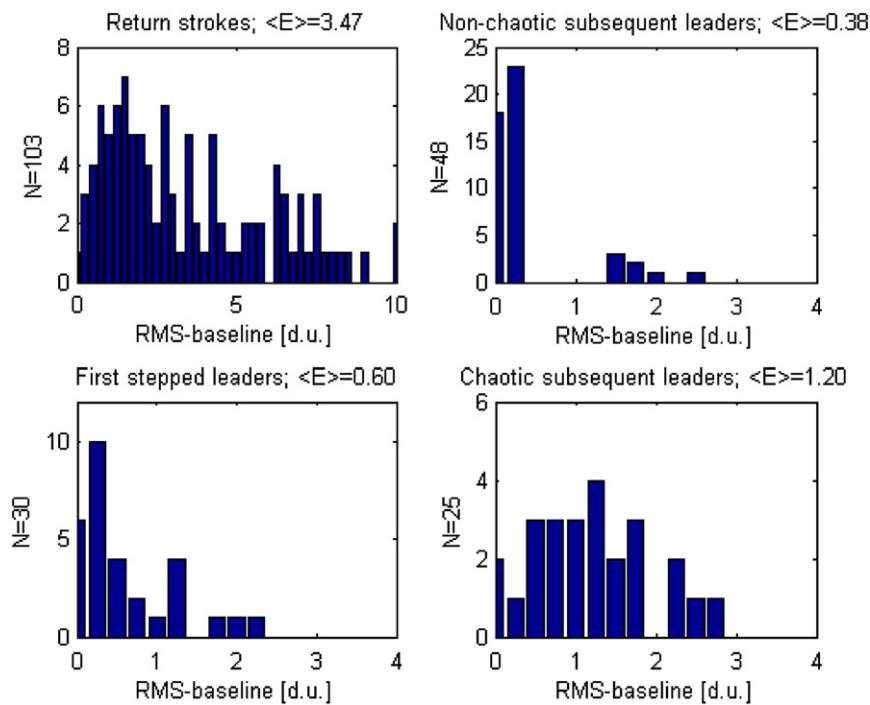 Return strokes; <E>=3.47
8
6
4
2
0
N=103
0 5 10
RMS-baseline [d.u.]
Non-chaotic subsequent leaders; <E>=0.38
25
20
15
10
5
0
N=48
0 1 2 3 4
RMS-baseline [d.u.]
First stepped leaders; <E>=0.60
10
5
0
N=30
0 1 2 3 4
RMS-baseline [d.u.]
Chaotic subsequent leaders; <E>=1.20
6
4
2
0
N=25
0 1 2 3 4
RMS-baseline [d.u.]